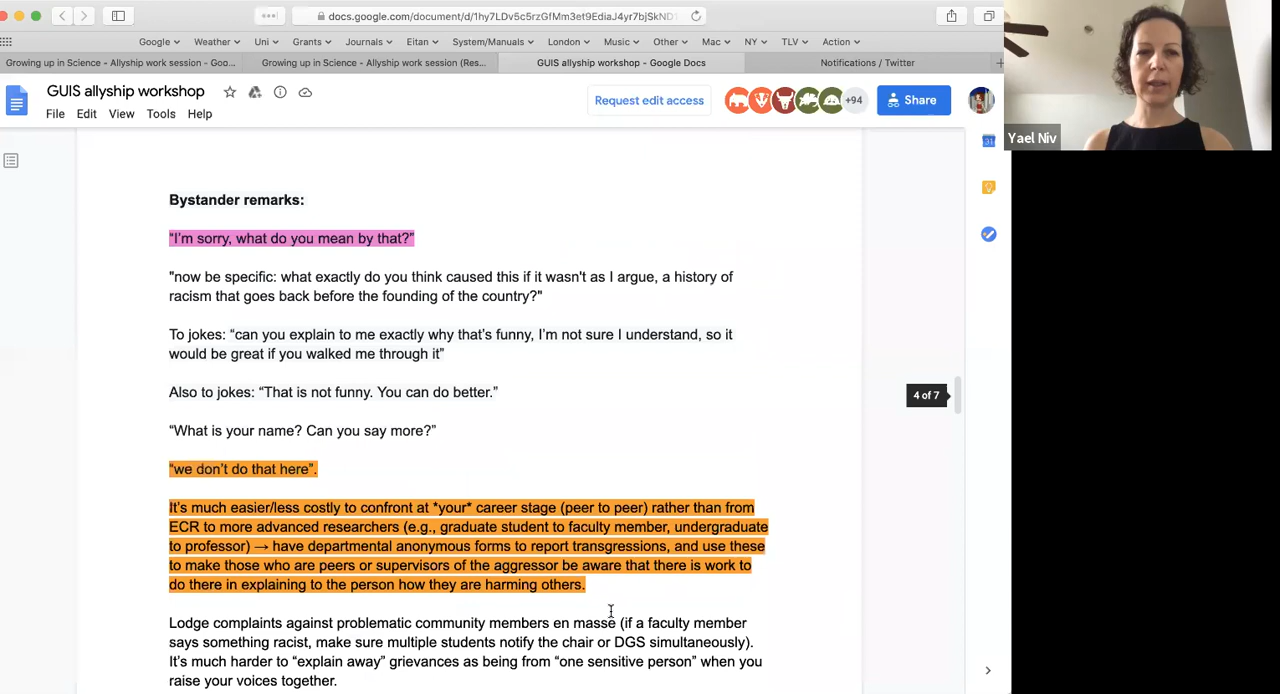 docs.google.com/document/d/1hy7LDv5c5rzGfMm3et9EdiaJ4yr7bjSkND1
Google Weather Uni Grants Journals Eitan System/Manuals London Music Other Mac NY TLV Action
Growing up in Science - Allyship work session - Goo... Growing up in Science - Allyship work session (Res... GUIS allyship workshop - Google Docs Notifications / Twitter
GUIS allyship workshop
File Edit View Tools Help
Request edit access
+94
Share
Yael Niv
31
Bystander remarks:
“I’m sorry, what do you mean by that?”
"now be specific: what exactly do you think caused this if it wasn't as I argue, a history of
racism that goes back before the founding of the country?"
To jokes: “can you explain to me exactly why that’s funny, I’m not sure I understand, so it
would be great if you walked me through it”
Also to jokes: “That is not funny. You can do better.”
4 of 7
“What is your name? Can you say more?”
“we don’t do that here”.
It’s much easier/less costly to confront at *your* career stage (peer to peer) rather than from
ECR to more advanced researchers (e.g., graduate student to faculty member, undergraduate
to professor) → have departmental anonymous forms to report transgressions, and use these
to make those who are peers or supervisors of the aggressor be aware that there is work to
do there in explaining to the person how they are harming others.
Lodge complaints against problematic community members en masse (if a faculty member
says something racist, make sure multiple students notify the chair or DGS simultaneously).
It’s much harder to “explain away” grievances as being from “one sensitive person” when you
raise your voices together.